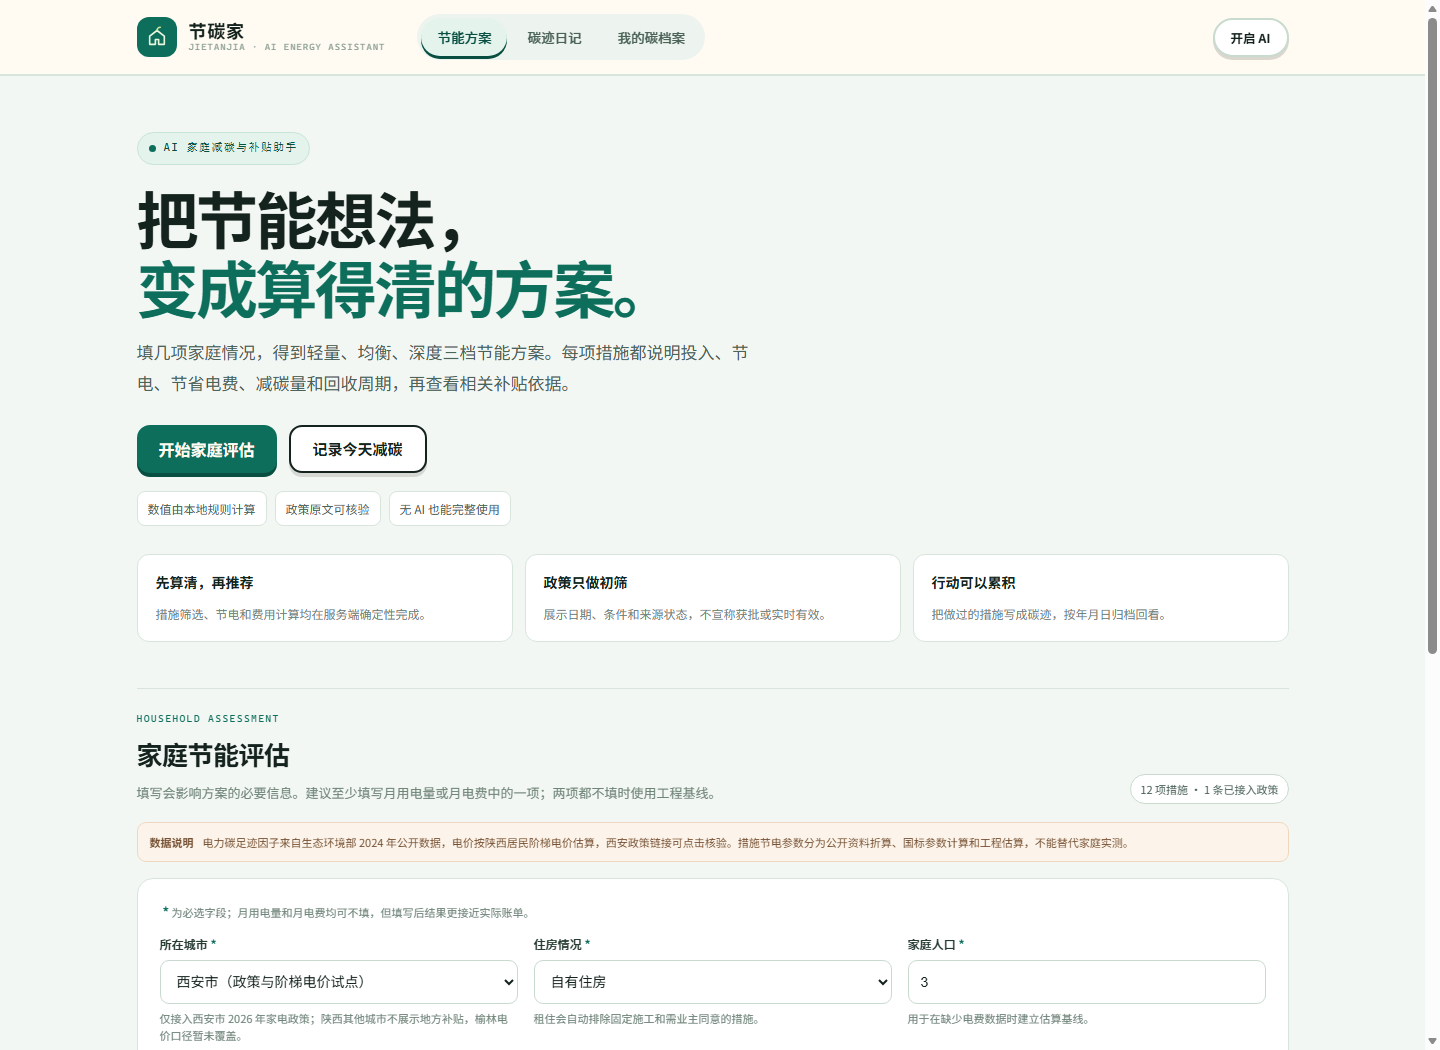 节碳家
JIETANJIA · AI ENERGY ASSISTANT
节能方案
碳迹日记
我的碳档案
开启 AI
AI 家庭减碳与补贴助手
把节能想法，
变成算得清的方案。
填几项家庭情况，得到轻量、均衡、深度三档节能方案。每项措施都说明投入、节
电、节省电费、减碳量和回收周期，再查看相关补贴依据。
开始家庭评估
记录今天减碳
数值由本地规则计算
政策原文可核验
无 AI 也能完整使用
先算清，再推荐
措施筛选、节电和费用计算均在服务端确定性完成。
政策只做初筛
展示日期、条件和来源状态，不宣称获批或实时有效。
行动可以累积
把做过的措施写成碳迹，按年月日归档回看。
HOUSEHOLD ASSESSMENT
家庭节能评估
填写会影响方案的必要信息。建议至少填写月用电量或月电费中的一项；两项都不填时使用工程基线。
12 项措施 · 1 条已接入政策
数据说明 电力碳足迹因子来自生态环境部 2024 年公开数据，电价按陕西居民阶梯电价估算，西安政策链接可点击核验。措施节电参数分为公开资料折算、国标参数计算和工程估算，不能替代家庭实测。
* 为必选字段；月用电量和月电费均可不填，但填写后结果更接近实际账单。
所在城市 *
西安市（政策与阶梯电价试点）
仅接入西安市 2026 年家电政策；陕西其他城市不展示地方补贴，榆林电
价口径暂未覆盖。
住房情况 *
自有住房
租住会自动排除固定施工和需业主同意的措施。
家庭人口 *
3
用于在缺少电费数据时建立估算基线。